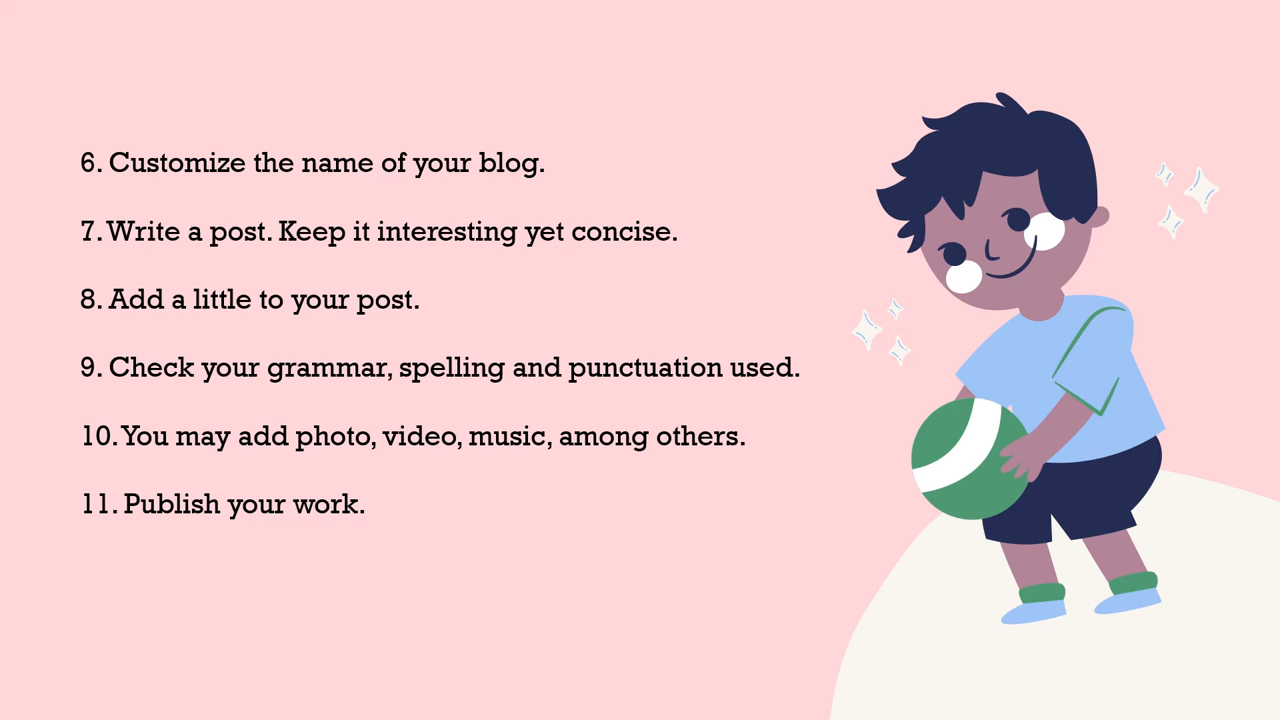 6. Customize the name of your blog.
7. Write a post. Keep it interesting yet concise.
8. Add a little to your post.
9. Check your grammar, spelling and punctuation used.
10. You may add photo, video, music, among others.
11. Publish your work.